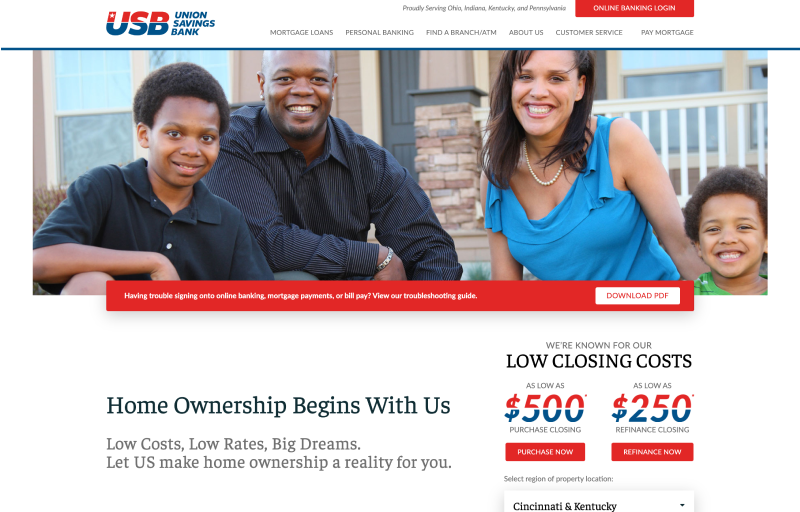 Proudly Serving Ohio, Indiana, Kentucky, and Pennsylvania
ONLINE BANKING LOGIN
USB UNION
SAVINGS
BANK
MORTGAGE LOANS PERSONAL BANKING FIND A BRANCH/ATM ABOUT US CUSTOMER SERVICE PAY MORTGAGE
Having trouble signing onto online banking, mortgage payments, or bill pay? View our troubleshooting guide.
DOWNLOAD PDF
Home Ownership Begins With Us
Low Costs, Low Rates, Big Dreams.
Let US make home ownership a reality for you.
WE'RE KNOWN FOR OUR
LOW CLOSING COSTS
AS LOW AS
$500*
PURCHASE CLOSING
PURCHASE NOW
AS LOW AS
$250*
REFINANCE CLOSING
REFINANCE NOW
Select region of property location:
Cincinnati & Kentucky